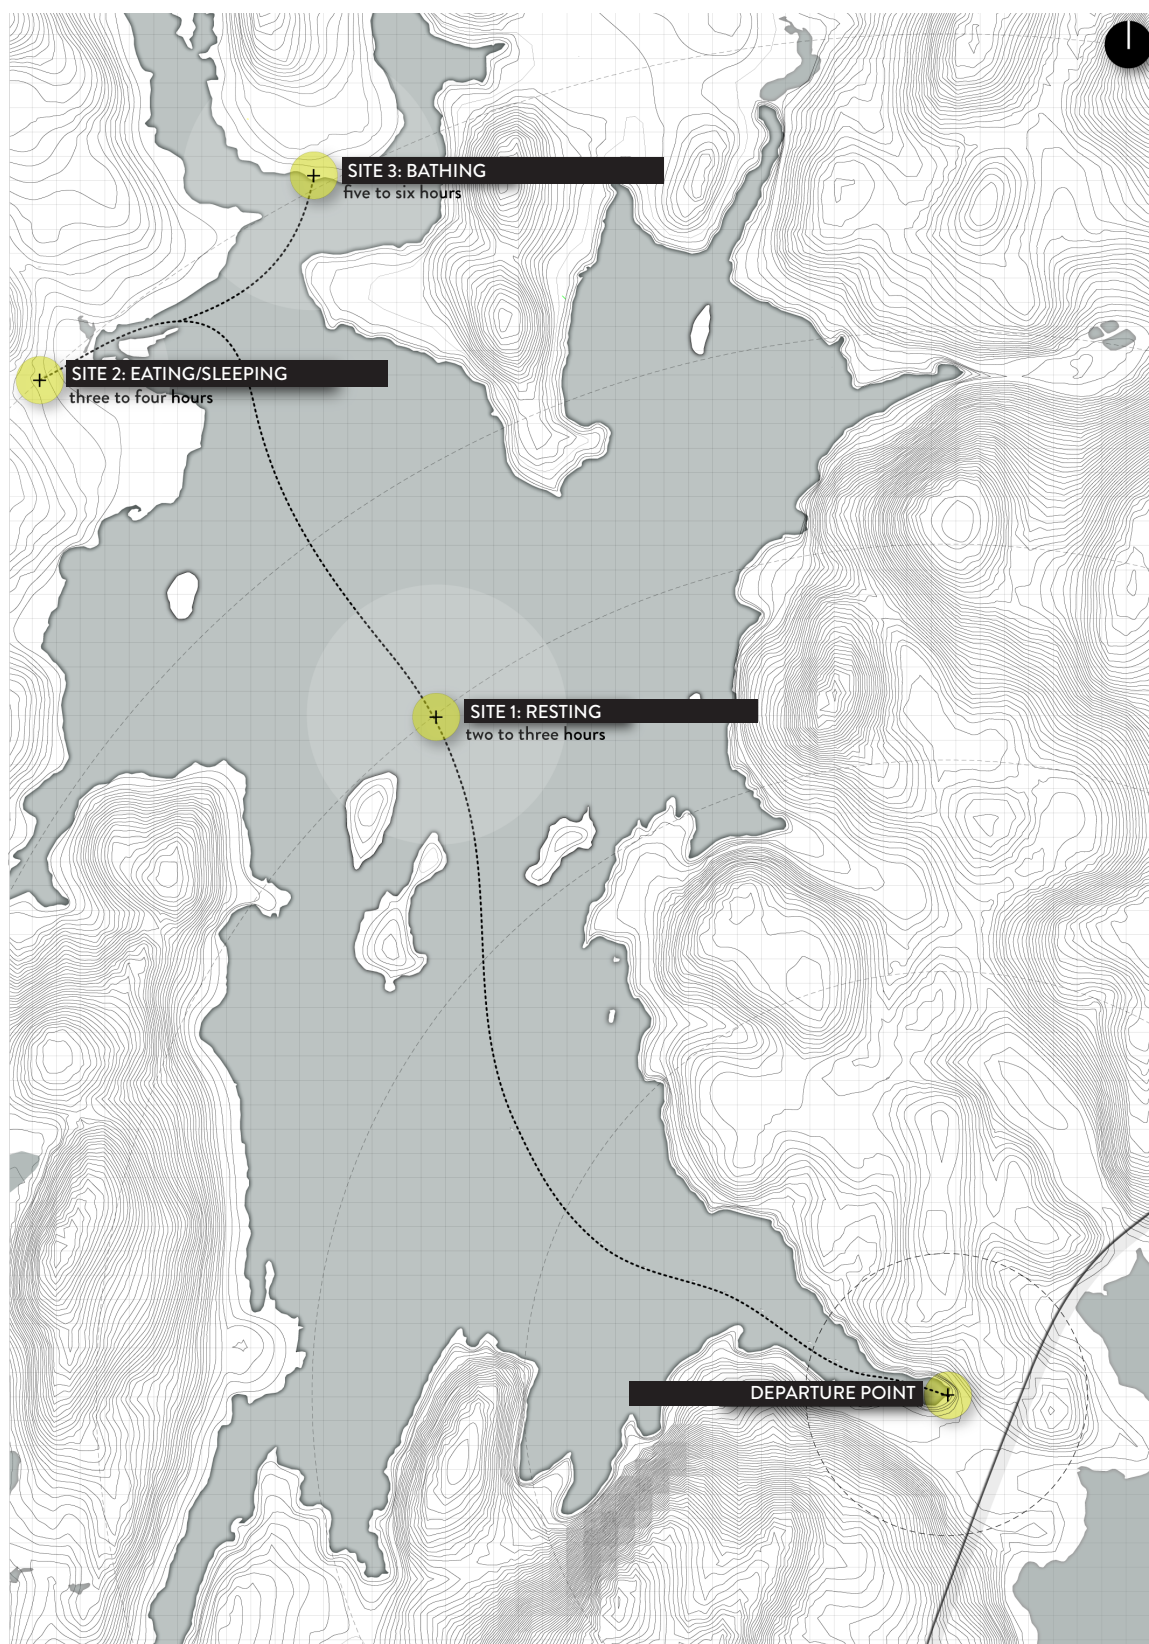 SITE 3: BATHING
five to six hours
SITE 2: EATING/SLEEPING
three to four hours
SITE 1: RESTING
two to three hours
DEPARTURE POINT